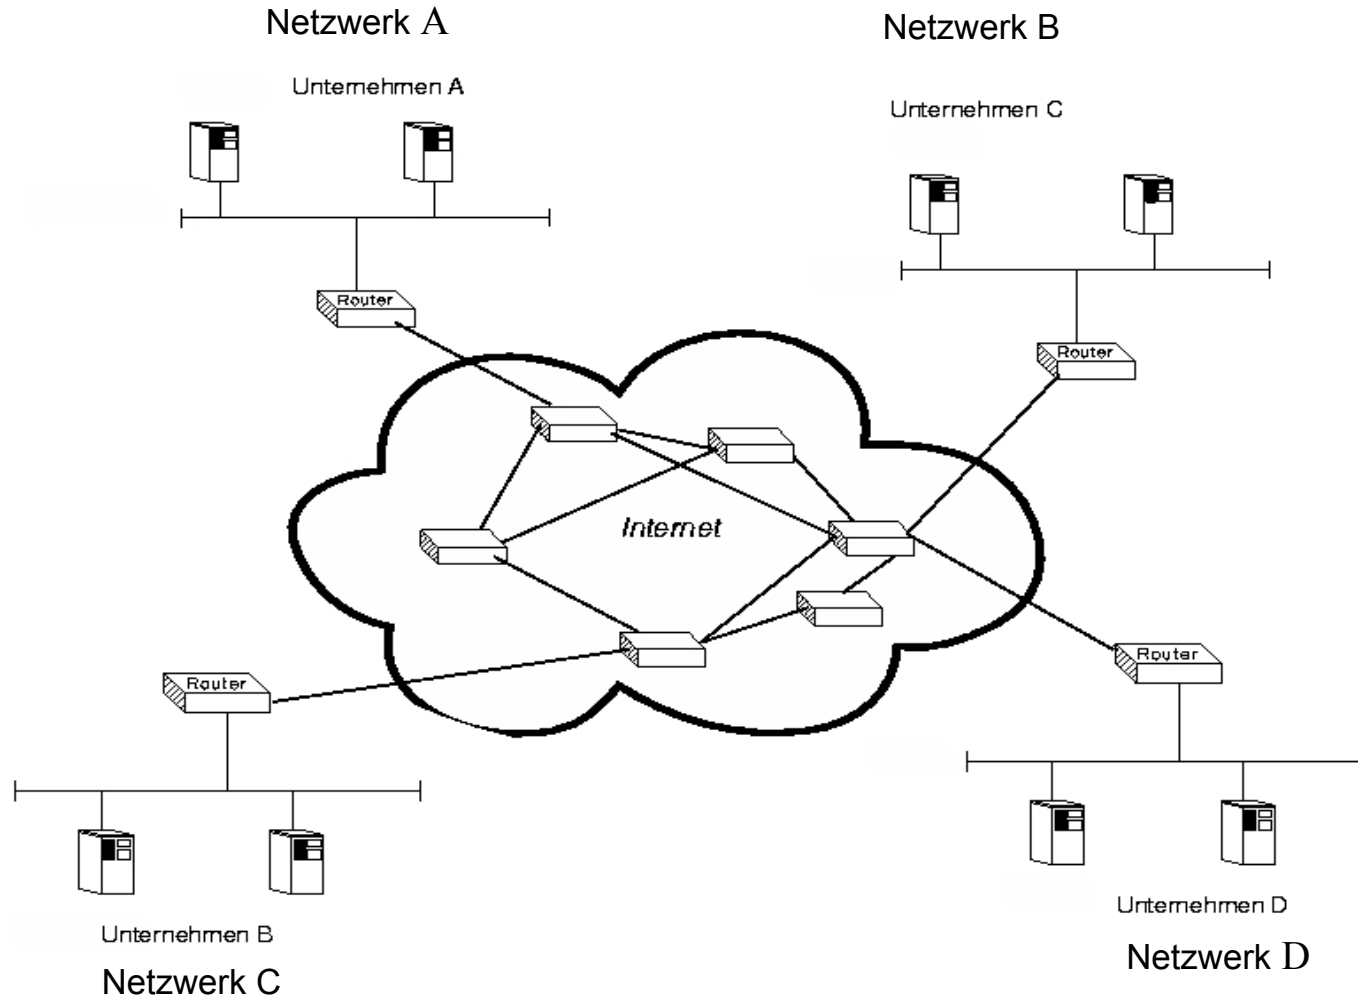 Netzwerk A
Netzwerk B
Unternehmen A
Unternehmen C
Router
Router
Internet
Router
Router
Unternehmen B
Netzwerk C
Unternehmen D
Netzwerk D